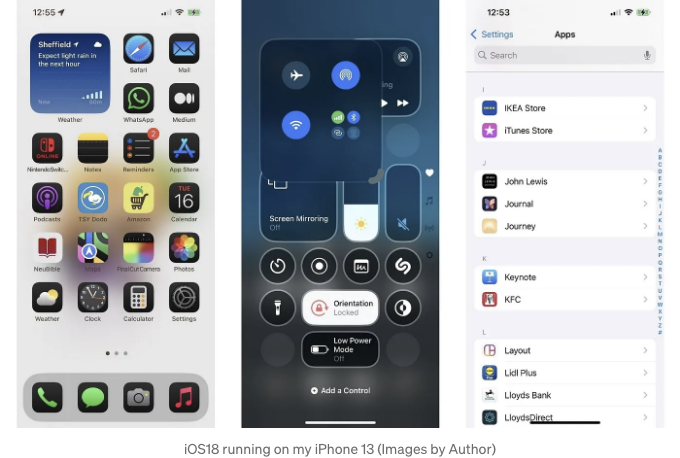 12:55
Sheffield
Expect light rain in
the next hour
Now
Weather
Safari
Mail
WhatsApp
Medium
ONLINE
2
NintendoSwitc...
Notes
Reminders
App Store
TUE
16
Podcasts
TSV Dodo
Amazon
Calendar
NeuBible
Maps
FinalCutCamera
Photos
Weather
Clock
Calculator
Settings
ing
Screen Mirroring
Off
Orientation
Locked
Low Power
Mode
Off
Add a Control
12:53
Settings
Apps
Search
I
IKEA Store
iTunes Store
J
John Lewis
Journal
Journey
K
Keynote
KFC
L
Layout
Lidl Plus
Lloyds Bank
LloydsDirect
A
B
C
D
E
F
G
H
I
J
K
L
M
N
O
P
Q
R
S
T
U
V
W
X
Y
Z
#
iOS18 running on my iPhone 13 (Images by Author)